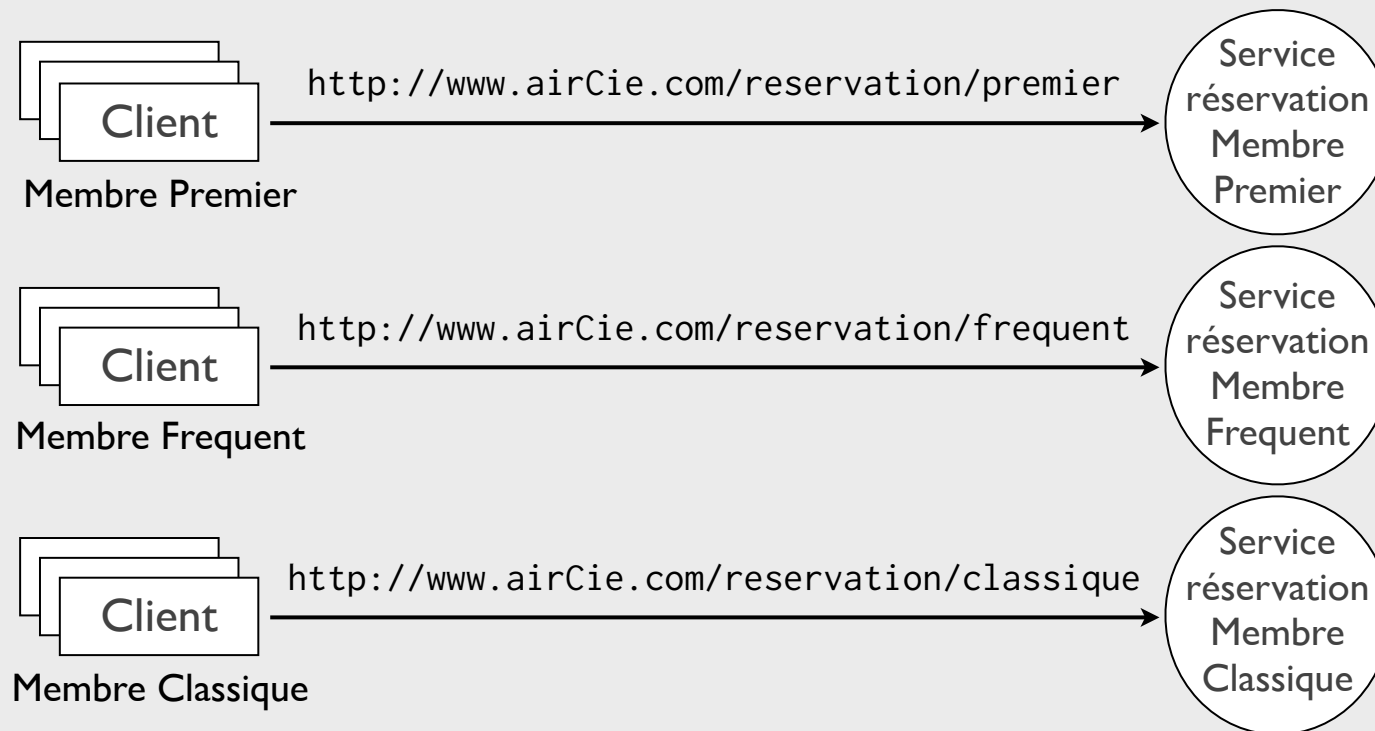 Client
Membre Premier
http://www.airCie.com/reservation/premier
Service
réservation
Membre
Premier
Client
Membre Frequent
http://www.airCie.com/reservation/frequent
Service
réservation
Membre
Frequent
Client
Membre Classique
http://www.airCie.com/reservation/classique
Service
réservation
Membre
Classique